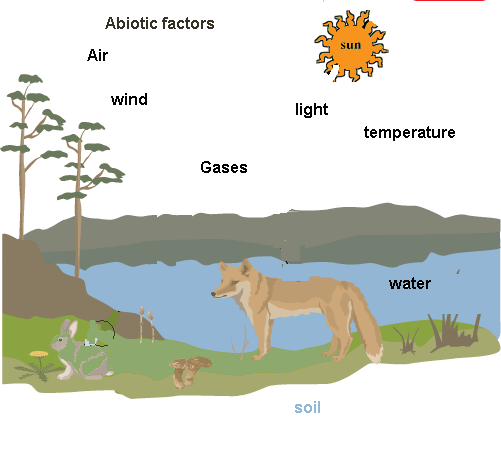 Abiotic factors
sun
Air
wind
light
temperature
Gases
water
soil